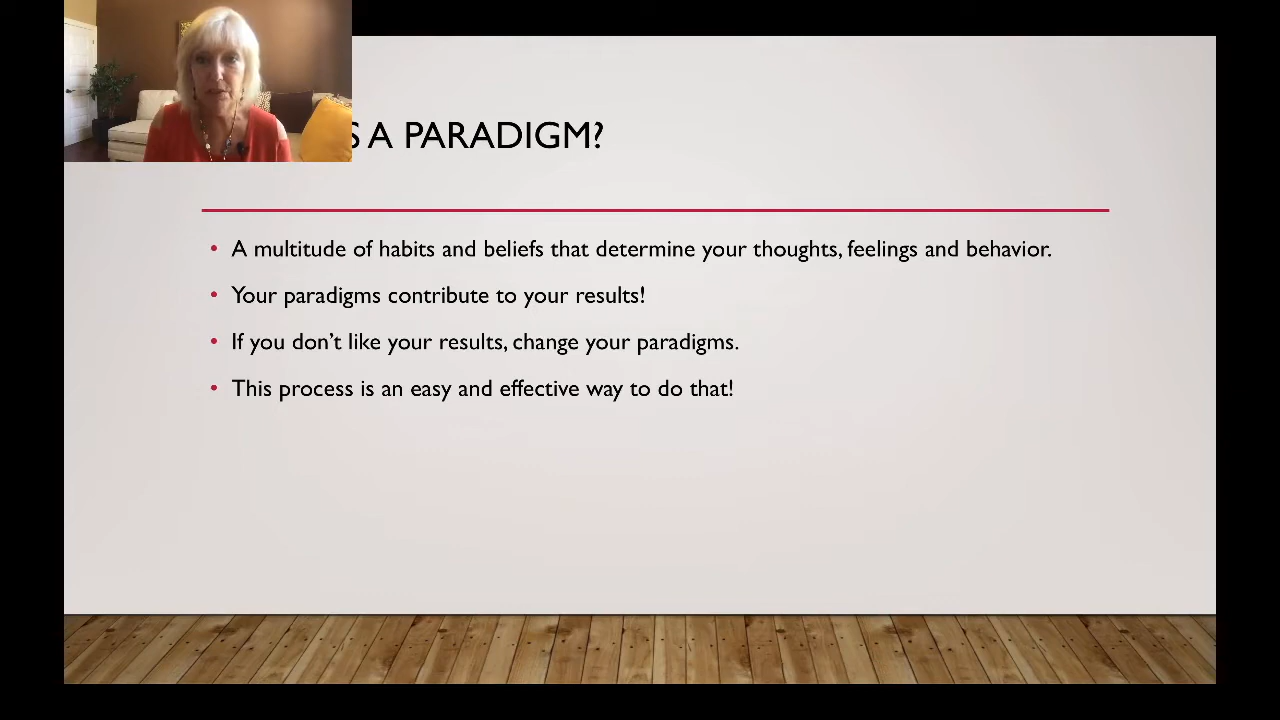 S A PARADIGM?
• A multitude of habits and beliefs that determine your thoughts, feelings and behavior.
• Your paradigms contribute to your results!
• If you don't like your results, change your paradigms.
• This process is an easy and effective way to do that!